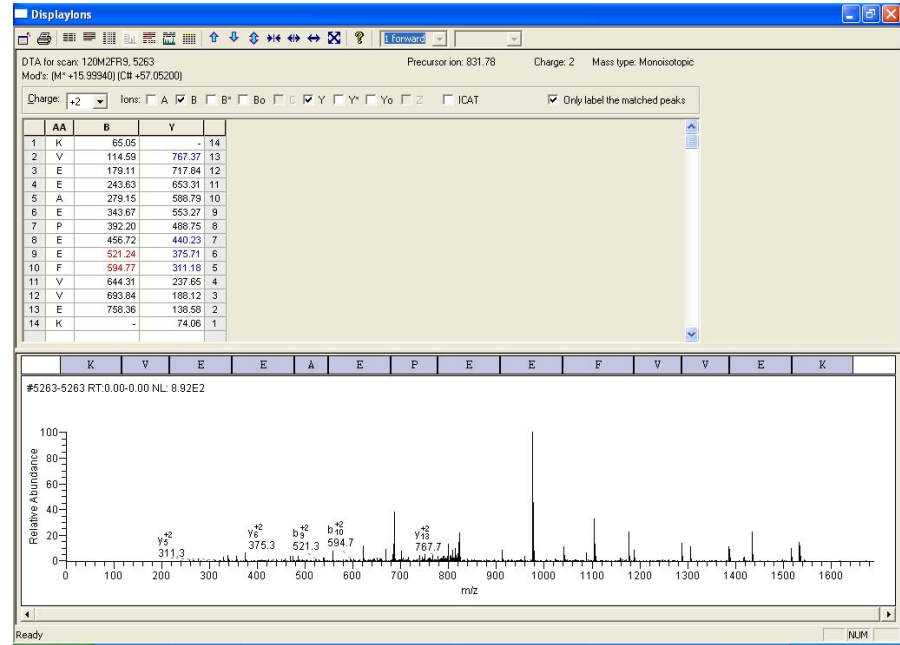 DisplayIons
1 forward
DTA for scan: 120M2FR9, 5263 Precursor ion: 831.78 Charge: 2 Mass type: Monoisotopic
Mod's: (M* +15.99940) (C# +57.05200)
Charge: +2 Ions: A B B* Bo C Y Y* Yo Z ICAT Only label the matched peaks
AA B Y
1 K 65.05 - 14
2 V 114.59 767.37 13
3 E 179.11 717.84 12
4 E 243.63 653.31 11
5 A 279.15 588.79 10
6 E 343.67 553.27 9
7 P 392.20 488.75 8
8 E 456.72 440.23 7
9 E 521.24 375.71 6
10 F 594.77 311.18 5
11 V 644.31 237.65 4
12 V 693.84 188.12 3
13 E 758.36 138.58 2
14 K - 74.06 1
K V E E A E P E E F V V E K
#5263-5263 RT:0.00-0.00 NL: 8.92E2
100
80
60
40
20
0
Relative Abundance
y5+2
311,3
y6+2
375.3
b9+2
521.3
b10+2
594.7
y13+2
767.7
0 100 200 300 400 500 600 700 800 900 1000 1100 1200 1300 1400 1500 1600
m/z
Ready NUM